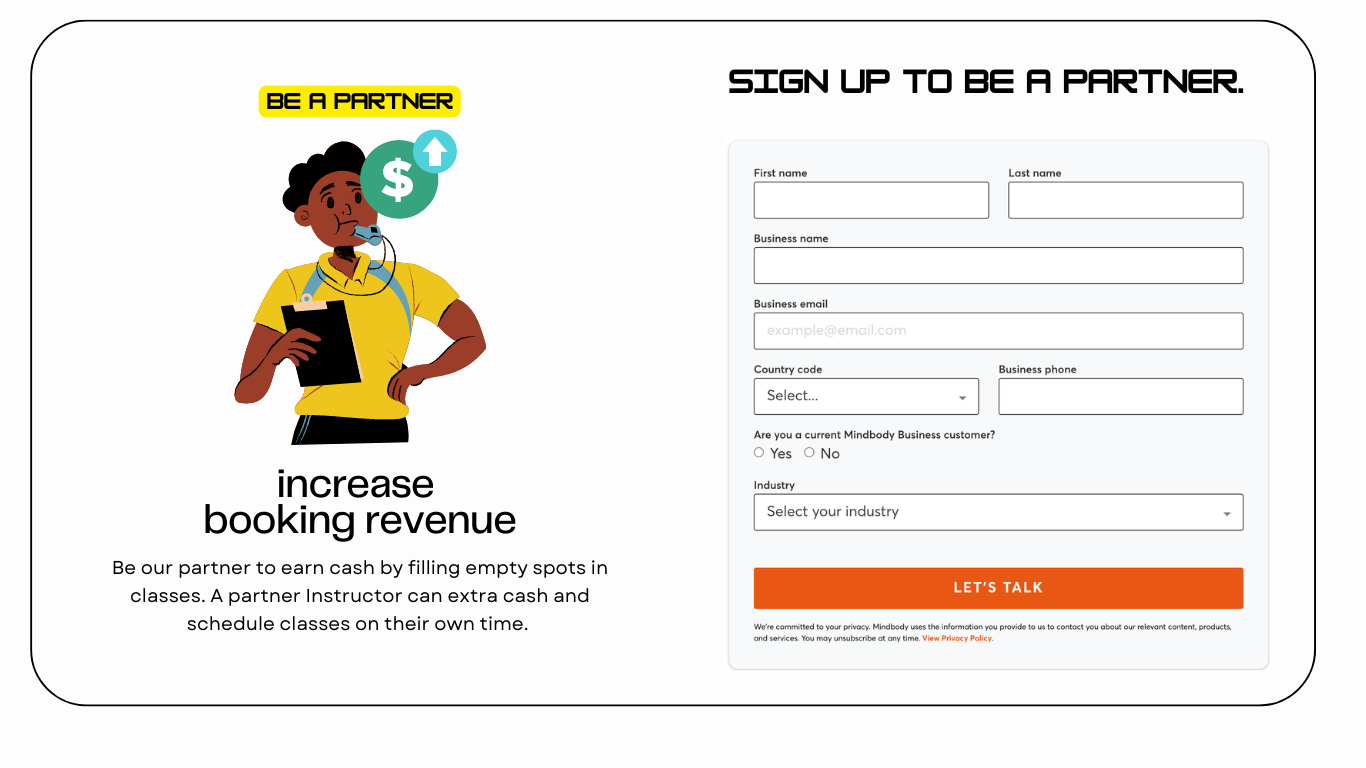 BE A PARTNER
$
increase
booking revenue
Be our partner to earn cash by filling empty spots in
classes. A partner Instructor can extra cash and
schedule classes on their own time.
SIGN UP TO BE A PARTNER.
First name Last name
Business name
Business email
example@email.com
Country code Business phone
Select...
Are you a current Mindbody Business customer?
Yes No
Industry
Select your industry
LET'S TALK
We're committed to your privacy. Mindbody uses the information you provide to us to contact you about our relevant content, products,
and services. You may unsubscribe at any time. View Privacy Policy.